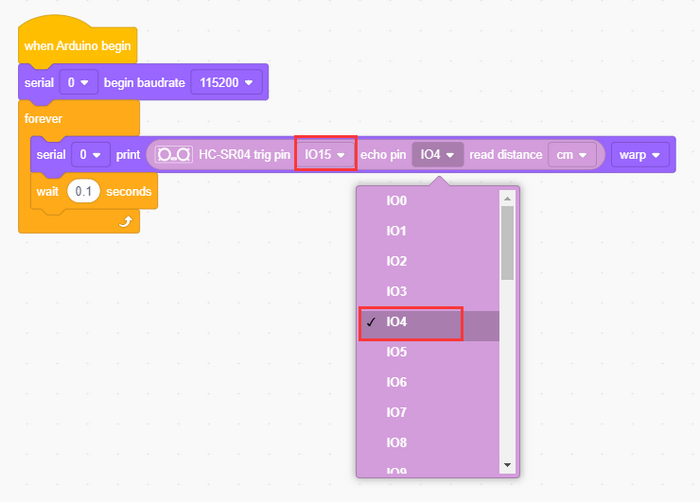 when Arduino begin
serial 0 begin baudrate 115200
forever
serial 0 print HC-SR04 trig pin IO15 echo pin IO4 read distance cm warp
wait 0.1 seconds
IO0
IO1
IO2
IO3
✓ IO4
IO5
IO6
IO7
IO8
IO9